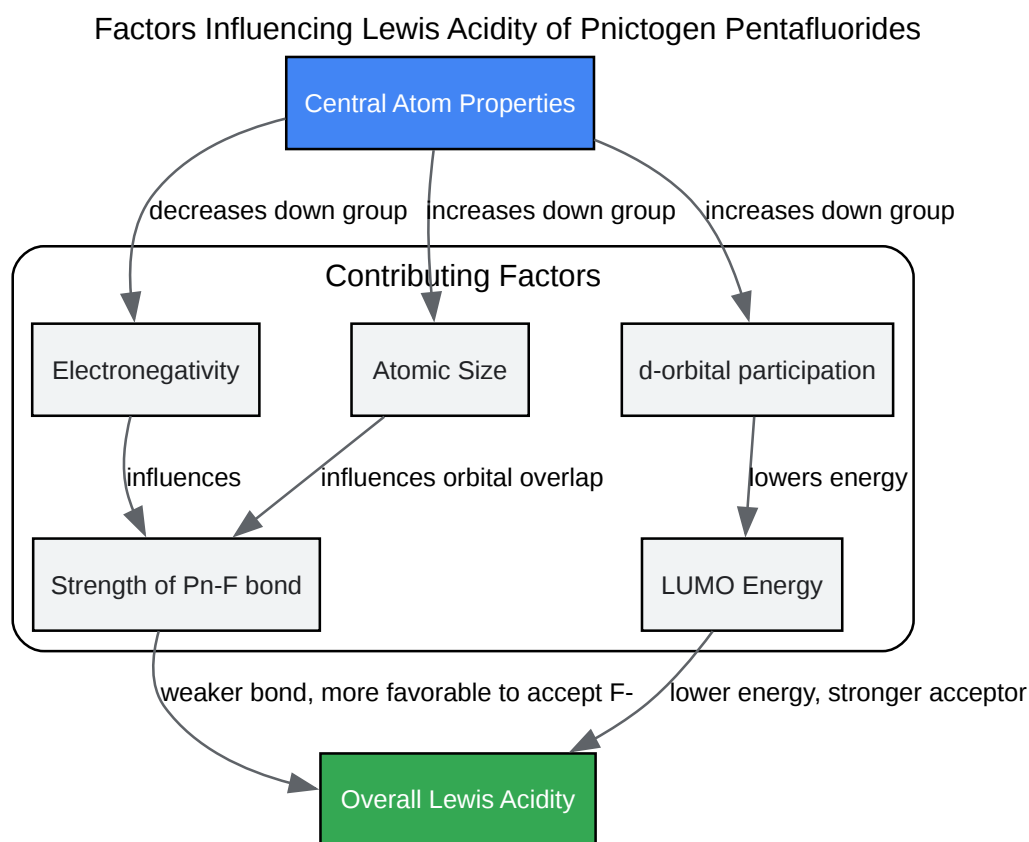 Factors Influencing Lewis Acidity of Pnictogen Pentafluorides
Central Atom Properties
decreases down group
increases down group
increases down group
Contributing Factors
Electronegativity
Atomic Size
d-orbital participation
influences
influences orbital overlap
lowers energy
Strength of Pn-F bond
LUMO Energy
weaker bond, more favorable to accept F-
lower energy, stronger acceptor
Overall Lewis Acidity